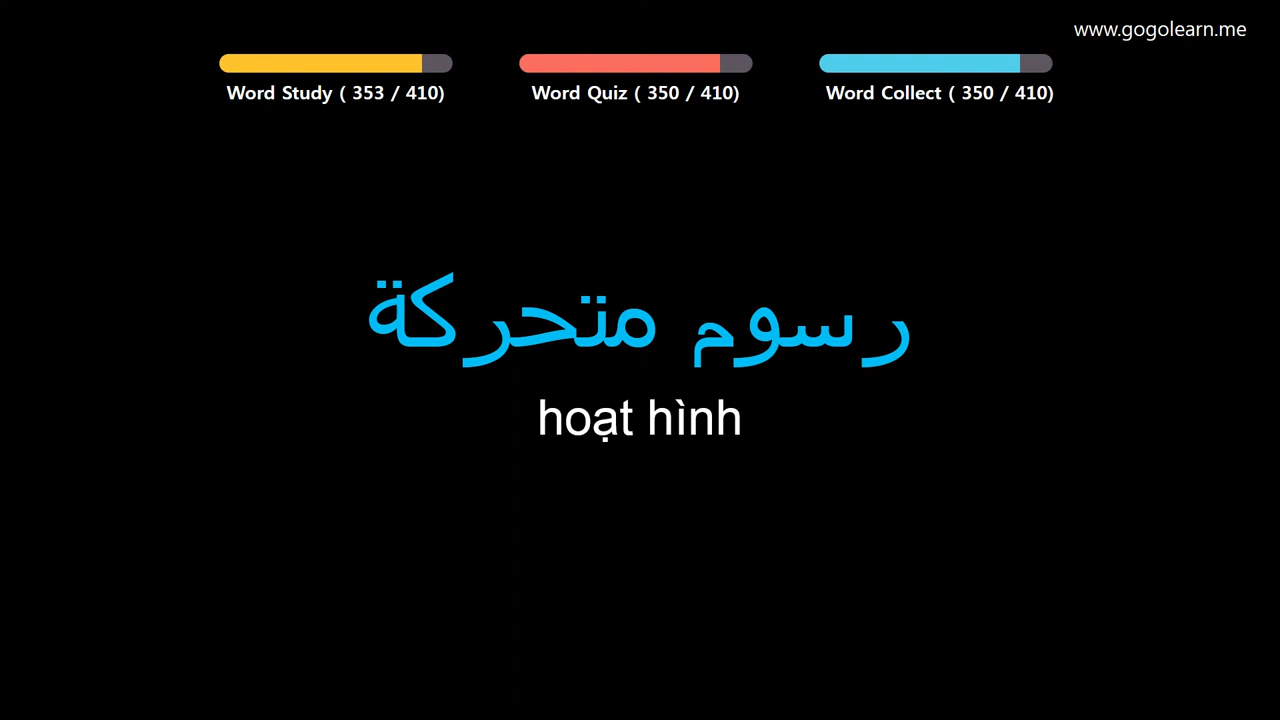 www.gogolearn.me
Word Study ( 353 / 410)
Word Quiz ( 350 / 410)
Word Collect ( 350 / 410)
رسوم متحركة
hoạt hình